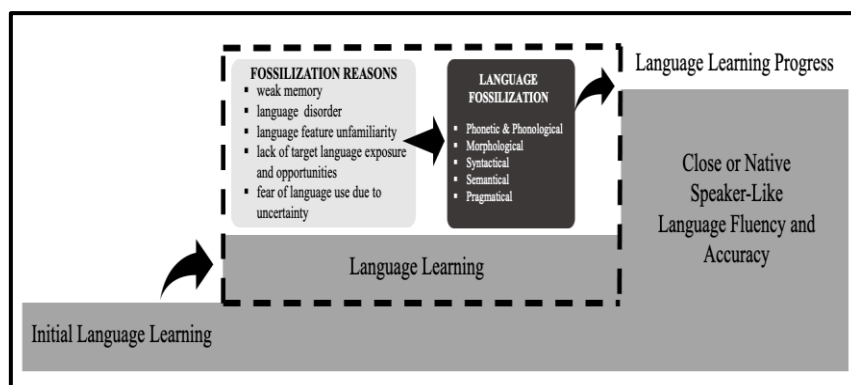 FOSSILIZATION REASONS
▪ weak memory
▪ language disorder
▪ language feature unfamiliarity
▪ lack of target language exposure
and opportunities
▪ fear of language use due to
uncertainty
LANGUAGE
FOSSILIZATION
▪ Phonetic & Phonological
▪ Morphological
▪ Syntactical
▪ Semantical
▪ Pragmatical
Language Learning Progress
Close or Native
Speaker-Like
Language Fluency and
Accuracy
Language Learning
Initial Language Learning